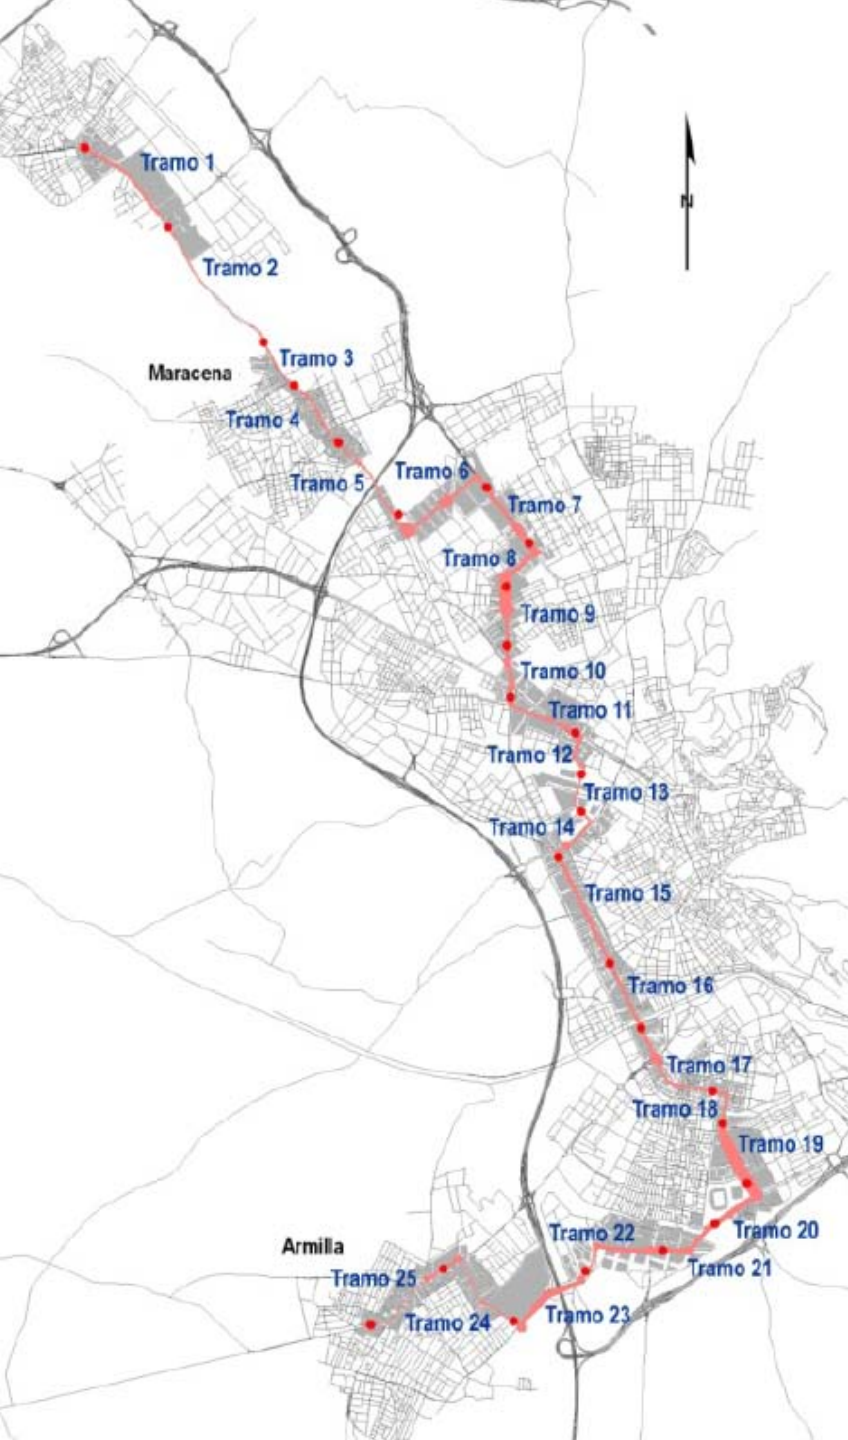 Tramo 1
N
Tramo 2
Tramo 3
Maracena
Tramo 4
Tramo 6
Tramo 5
Tramo 7
Tramo 8
Tramo 9
Tramo 10
Tramo 11
Tramo 12
Tramo 13
Tramo 14
Tramo 15
Tramo 16
Tramo 17
Tramo 18
Tramo 19
Tramo 20
Tramo 22
Armilla
Tramo 21
Tramo 25
Tramo 23
Tramo 24